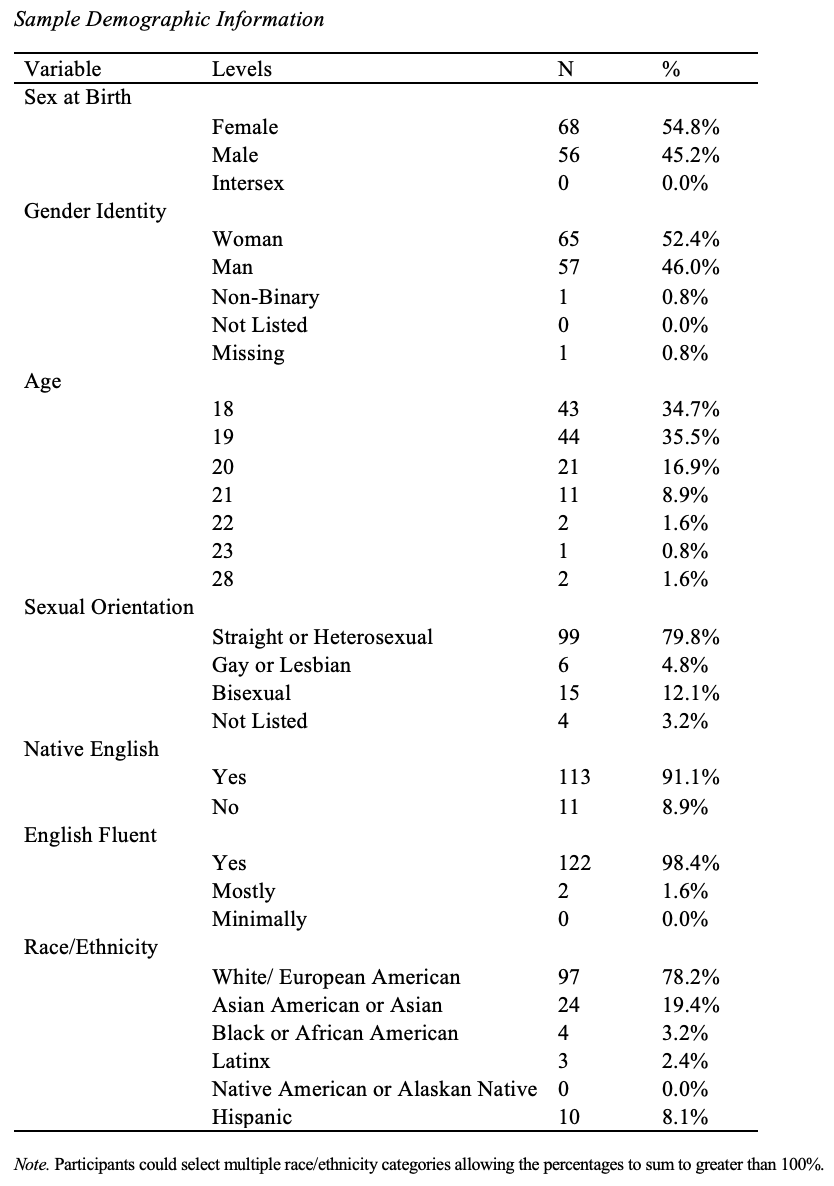 Sample Demographic Information
Variable Levels N %
Sex at Birth
Female 68 54.8%
Male 56 45.2%
Intersex 0 0.0%
Gender Identity
Woman 65 52.4%
Man 57 46.0%
Non-Binary 1 0.8%
Not Listed 0 0.0%
Missing 1 0.8%
Age
18 43 34.7%
19 44 35.5%
20 21 16.9%
21 11 8.9%
22 2 1.6%
23 1 0.8%
28 2 1.6%
Sexual Orientation
Straight or Heterosexual 99 79.8%
Gay or Lesbian 6 4.8%
Bisexual 15 12.1%
Not Listed 4 3.2%
Native English
Yes 113 91.1%
No 11 8.9%
English Fluent
Yes 122 98.4%
Mostly 2 1.6%
Minimally 0 0.0%
Race/Ethnicity
White/ European American 97 78.2%
Asian American or Asian 24 19.4%
Black or African American 4 3.2%
Latinx 3 2.4%
Native American or Alaskan Native 0 0.0%
Hispanic 10 8.1%
Note. Participants could select multiple race/ethnicity categories allowing the percentages to sum to greater than 100%.